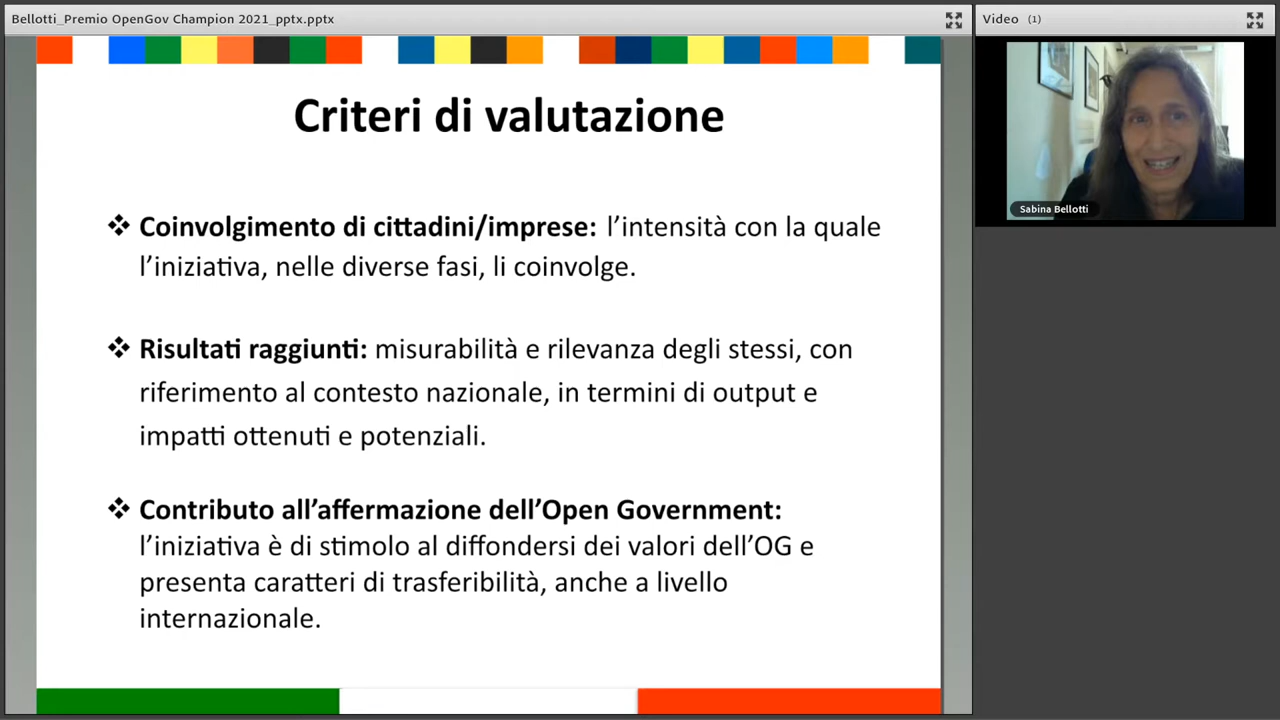 Bellotti_Premio OpenGov Champion 2021_pptx.pptx
Video (1)
Criteri di valutazione
❖ Coinvolgimento di cittadini/imprese: l’intensità con la quale
l’iniziativa, nelle diverse fasi, li coinvolge.
❖ Risultati raggiunti: misurabilità e rilevanza degli stessi, con
riferimento al contesto nazionale, in termini di output e
impatti ottenuti e potenziali.
❖ Contributo all’affermazione dell’Open Government:
l’iniziativa è di stimolo al diffondersi dei valori dell’OG e
presenta caratteri di trasferibilità, anche a livello
internazionale.
Sabina Bellotti